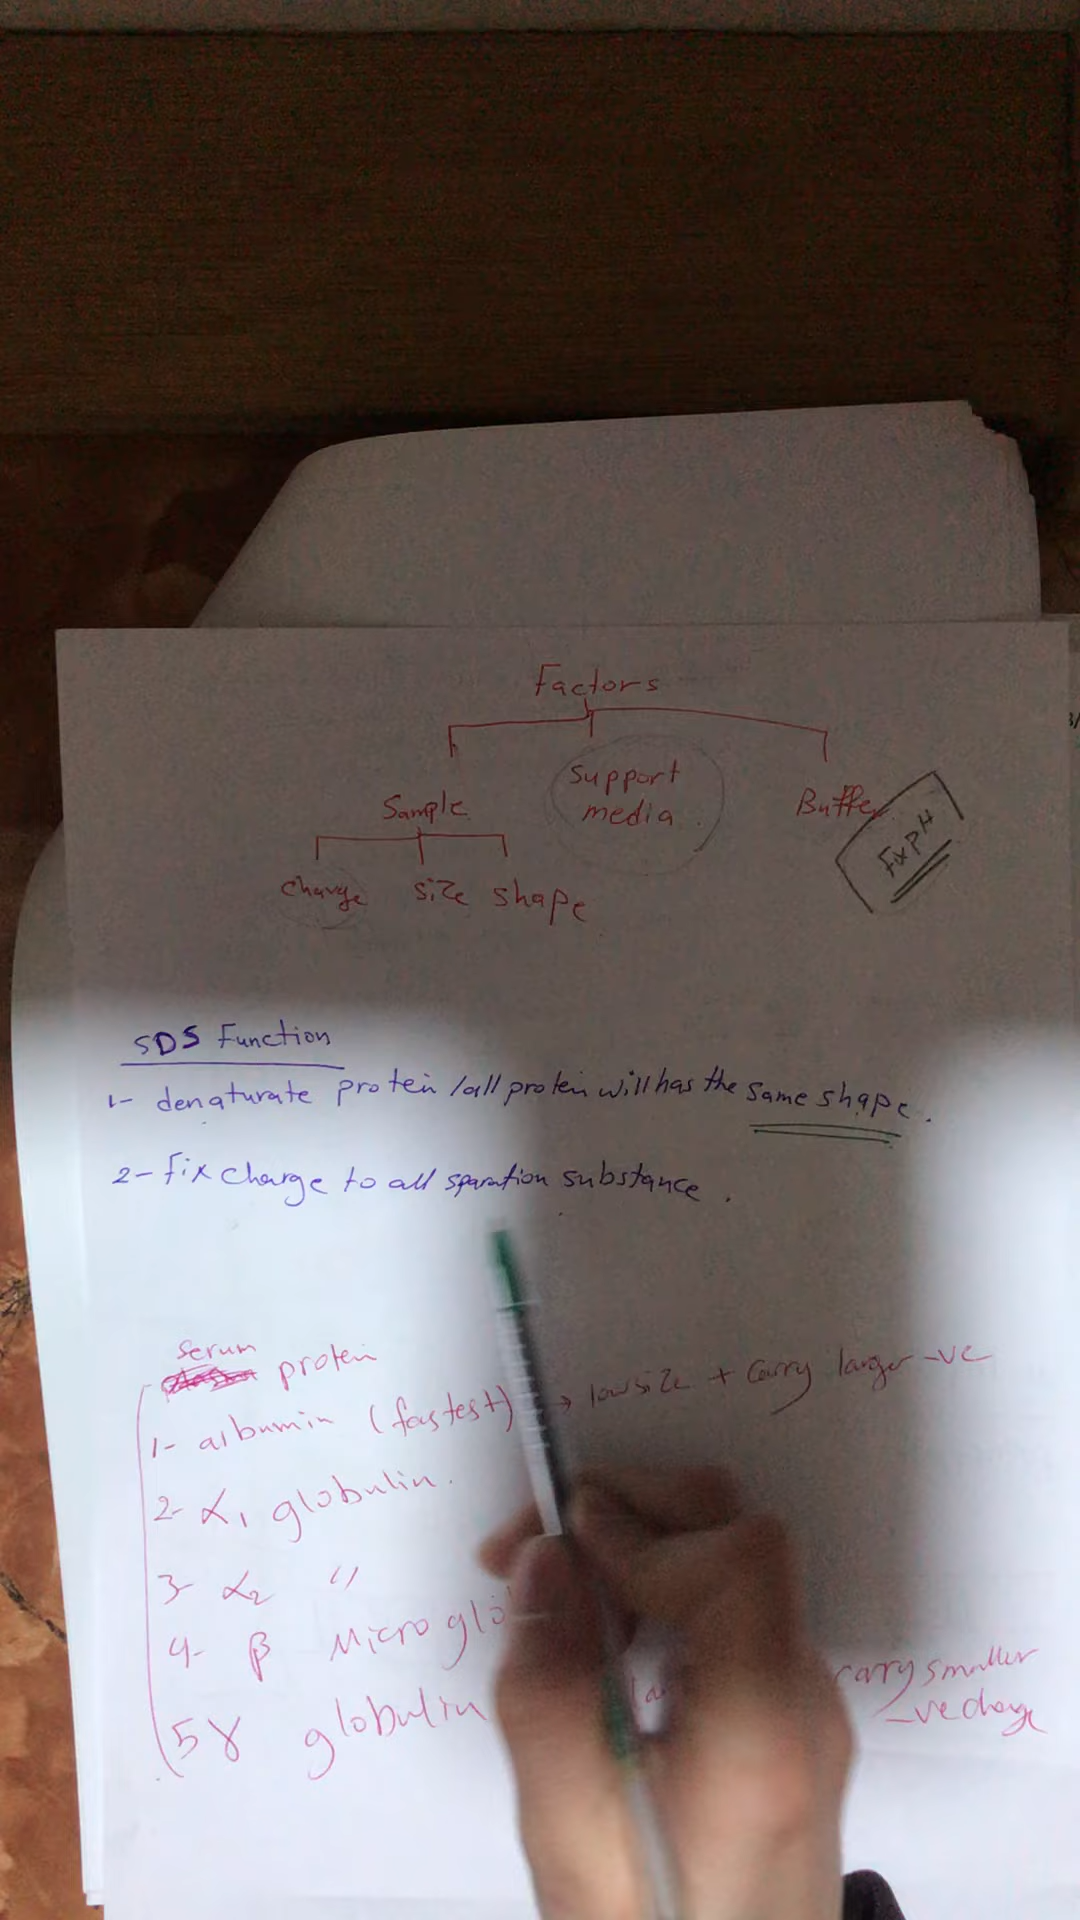 Factors
Sample
Support media
Buffer
Fix pH
charge size shape
SDS Function
1- denaturate protein / all protein will has the same shape.
2- Fix charge to all sparation substance.
serum protein
1- albumin (fastest) → low size + carry larger -ve
2- α1 globulin.
3- α2 "
4- β Micro
5 γ globulin
carry smaller
-ve charge